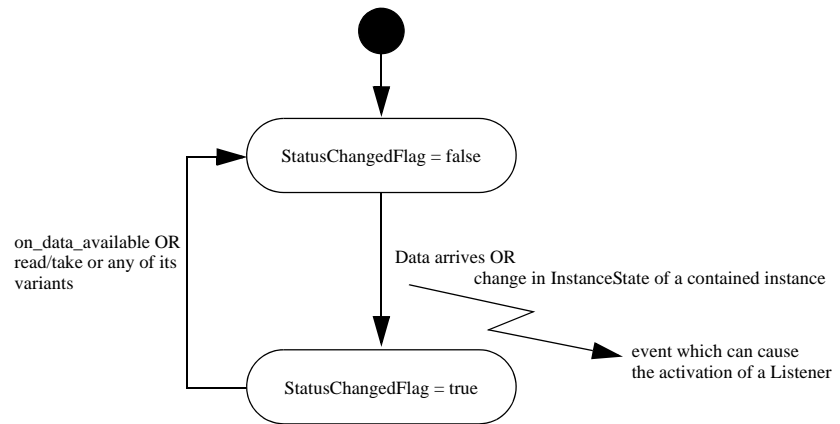 StatusChangedFlag = false
on_data_available OR
read/take or any of its
variants
Data arrives OR
change in InstanceState of a contained instance
event which can cause
the activation of a Listener
StatusChangedFlag = true